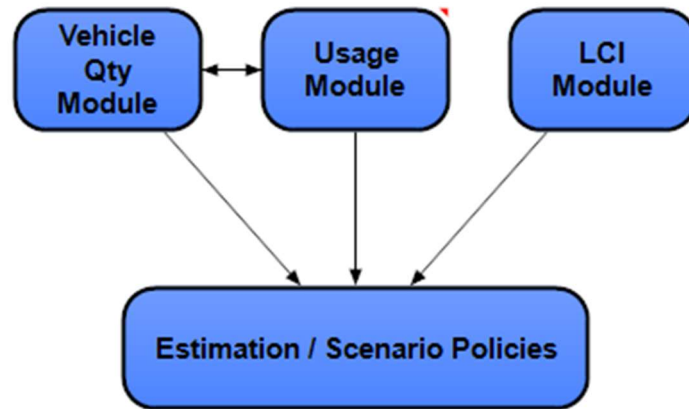 Vehicle
Qty
Module
Usage
Module
LCI
Module
Estimation / Scenario Policies